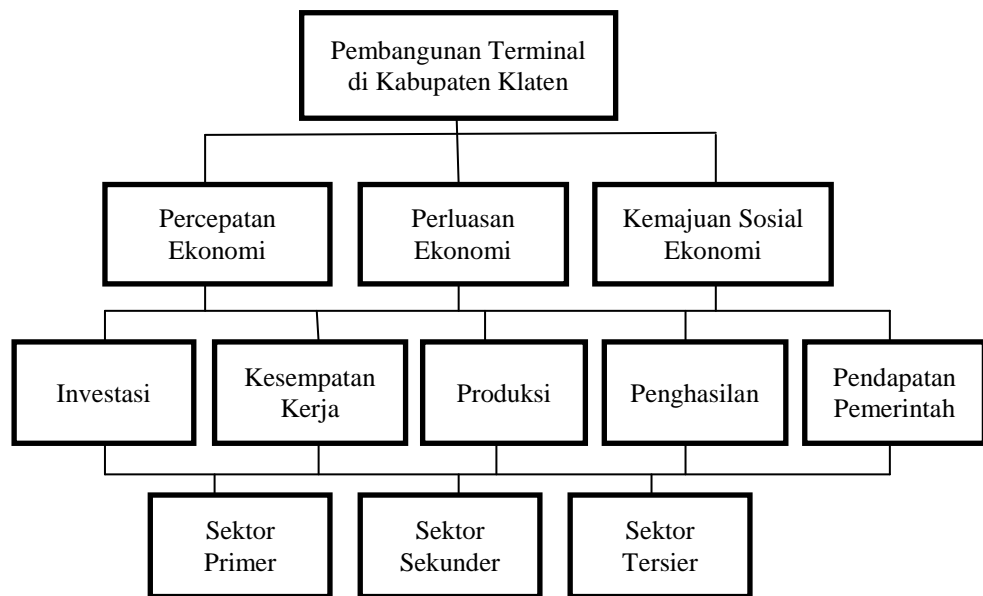 Pembangunan Terminal
di Kabupaten Klaten
Percepatan
Ekonomi
Perluasan
Ekonomi
Kemajuan Sosial
Ekonomi
Investasi
Kesempatan
Kerja
Produksi
Penghasilan
Pendapatan
Pemerintah
Sektor
Primer
Sektor
Sekunder
Sektor
Tersier